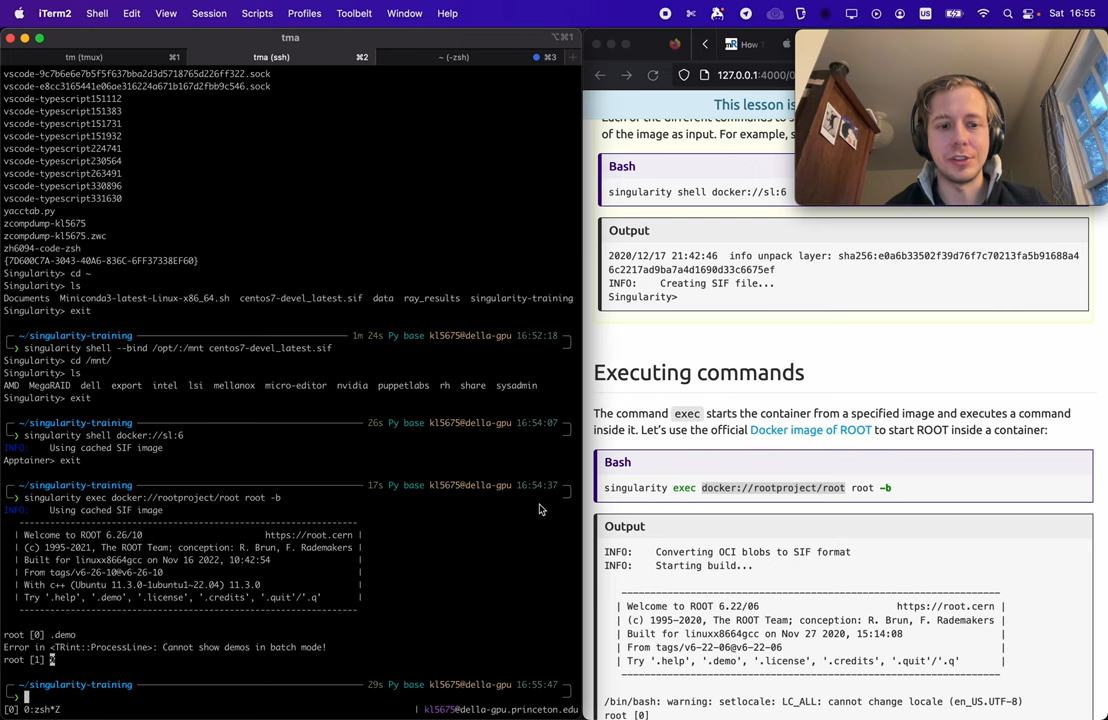 iTerm2 Shell Edit View Session Scripts Profiles Toolbelt Window Help US Sat 16:55
tma ⌥⌘1
tm (tmux) ⌘1 tma (ssh) ⌘2 ~ (-zsh) ⌘3 +
vscode-9c7b6e6e7b5f5f637bba2d3d5718765d226ff322.sock
vscode-e8cc3165441e06ae316224a671b167d2fbb9c546.sock
vscode-typescript151112
vscode-typescript151383
vscode-typescript151731
vscode-typescript151932
vscode-typescript224741
vscode-typescript230564
vscode-typescript263491
vscode-typescript330896
vscode-typescript331630
yacctab.py
zcompdump-kl5675
zcompdump-kl5675.zwc
zh6094-code-zsh
{7D600C7A-3043-40A6-836C-6FF37338EF60}
Singularity> cd ~
Singularity> ls
Documents Miniconda3-latest-Linux-x86_64.sh centos7-devel_latest.sif data ray_results singularity-training
Singularity> exit
~/singularity-training 1m 24s Py base kl5675@della-gpu 16:52:18
❯ singularity shell --bind /opt/:/mnt centos7-devel_latest.sif
Singularity> cd /mnt/
Singularity> ls
AMD MegaRAID dell export intel lsi mellanox micro-editor nvidia puppetlabs rh share sysadmin
Singularity> exit
~/singularity-training 26s Py base kl5675@della-gpu 16:54:07
❯ singularity shell docker://sl:6
INFO: Using cached SIF image
Apptainer> exit
~/singularity-training 17s Py base kl5675@della-gpu 16:54:37
❯ singularity exec docker://rootproject/root root -b
INFO: Using cached SIF image
------------------------------------------------------------------
| Welcome to ROOT 6.26/10 https://root.cern |
| (c) 1995-2021, The ROOT Team; conception: R. Brun, F. Rademakers |
| Built for linuxx8664gcc on Nov 16 2022, 10:42:54 |
| From tags/v6-26-10@v6-26-10 |
| With c++ (Ubuntu 11.3.0-1ubuntu1~22.04) 11.3.0 |
| Try '.help', '.demo', '.license', '.credits', '.quit'/'.q' |
------------------------------------------------------------------
root [0] .demo
Error in <TRint::ProcessLine>: Cannot show demos in batch mode!
root [1] %
~/singularity-training 29s Py base kl5675@della-gpu 16:55:47
❯
[0] 0:zsh*Z | kl5675@della-gpu.princeton.edu
mR How
127.0.0.1:4000/0
This lesson is
Each of the different commands to s
of the image as input. For example, s
Bash
singularity shell docker://sl:6
Output
2020/12/17 21:42:46 info unpack layer: sha256:e0a6b33502f39d76f7c70213fa5b91688a4
6c2217ad9ba7a4d1690d33c6675ef
INFO: Creating SIF file...
Singularity>
Executing commands
The command exec starts the container from a specified image and executes a command
inside it. Let’s use the official Docker image of ROOT to start ROOT inside a container:
Bash
singularity exec docker://rootproject/root root -b
Output
INFO: Converting OCI blobs to SIF format
INFO: Starting build...
------------------------------------------------------------------
| Welcome to ROOT 6.22/06 https://root.cern |
| (c) 1995-2020, The ROOT Team; conception: R. Brun, F. Rademakers |
| Built for linuxx8664gcc on Nov 27 2020, 15:14:08 |
| From tags/v6-22-06@v6-22-06 |
| Try '.help', '.demo', '.license', '.credits', '.quit'/'.q' |
------------------------------------------------------------------
/bin/bash: warning: setlocale: LC_ALL: cannot change locale (en_US.UTF-8)
root [0]